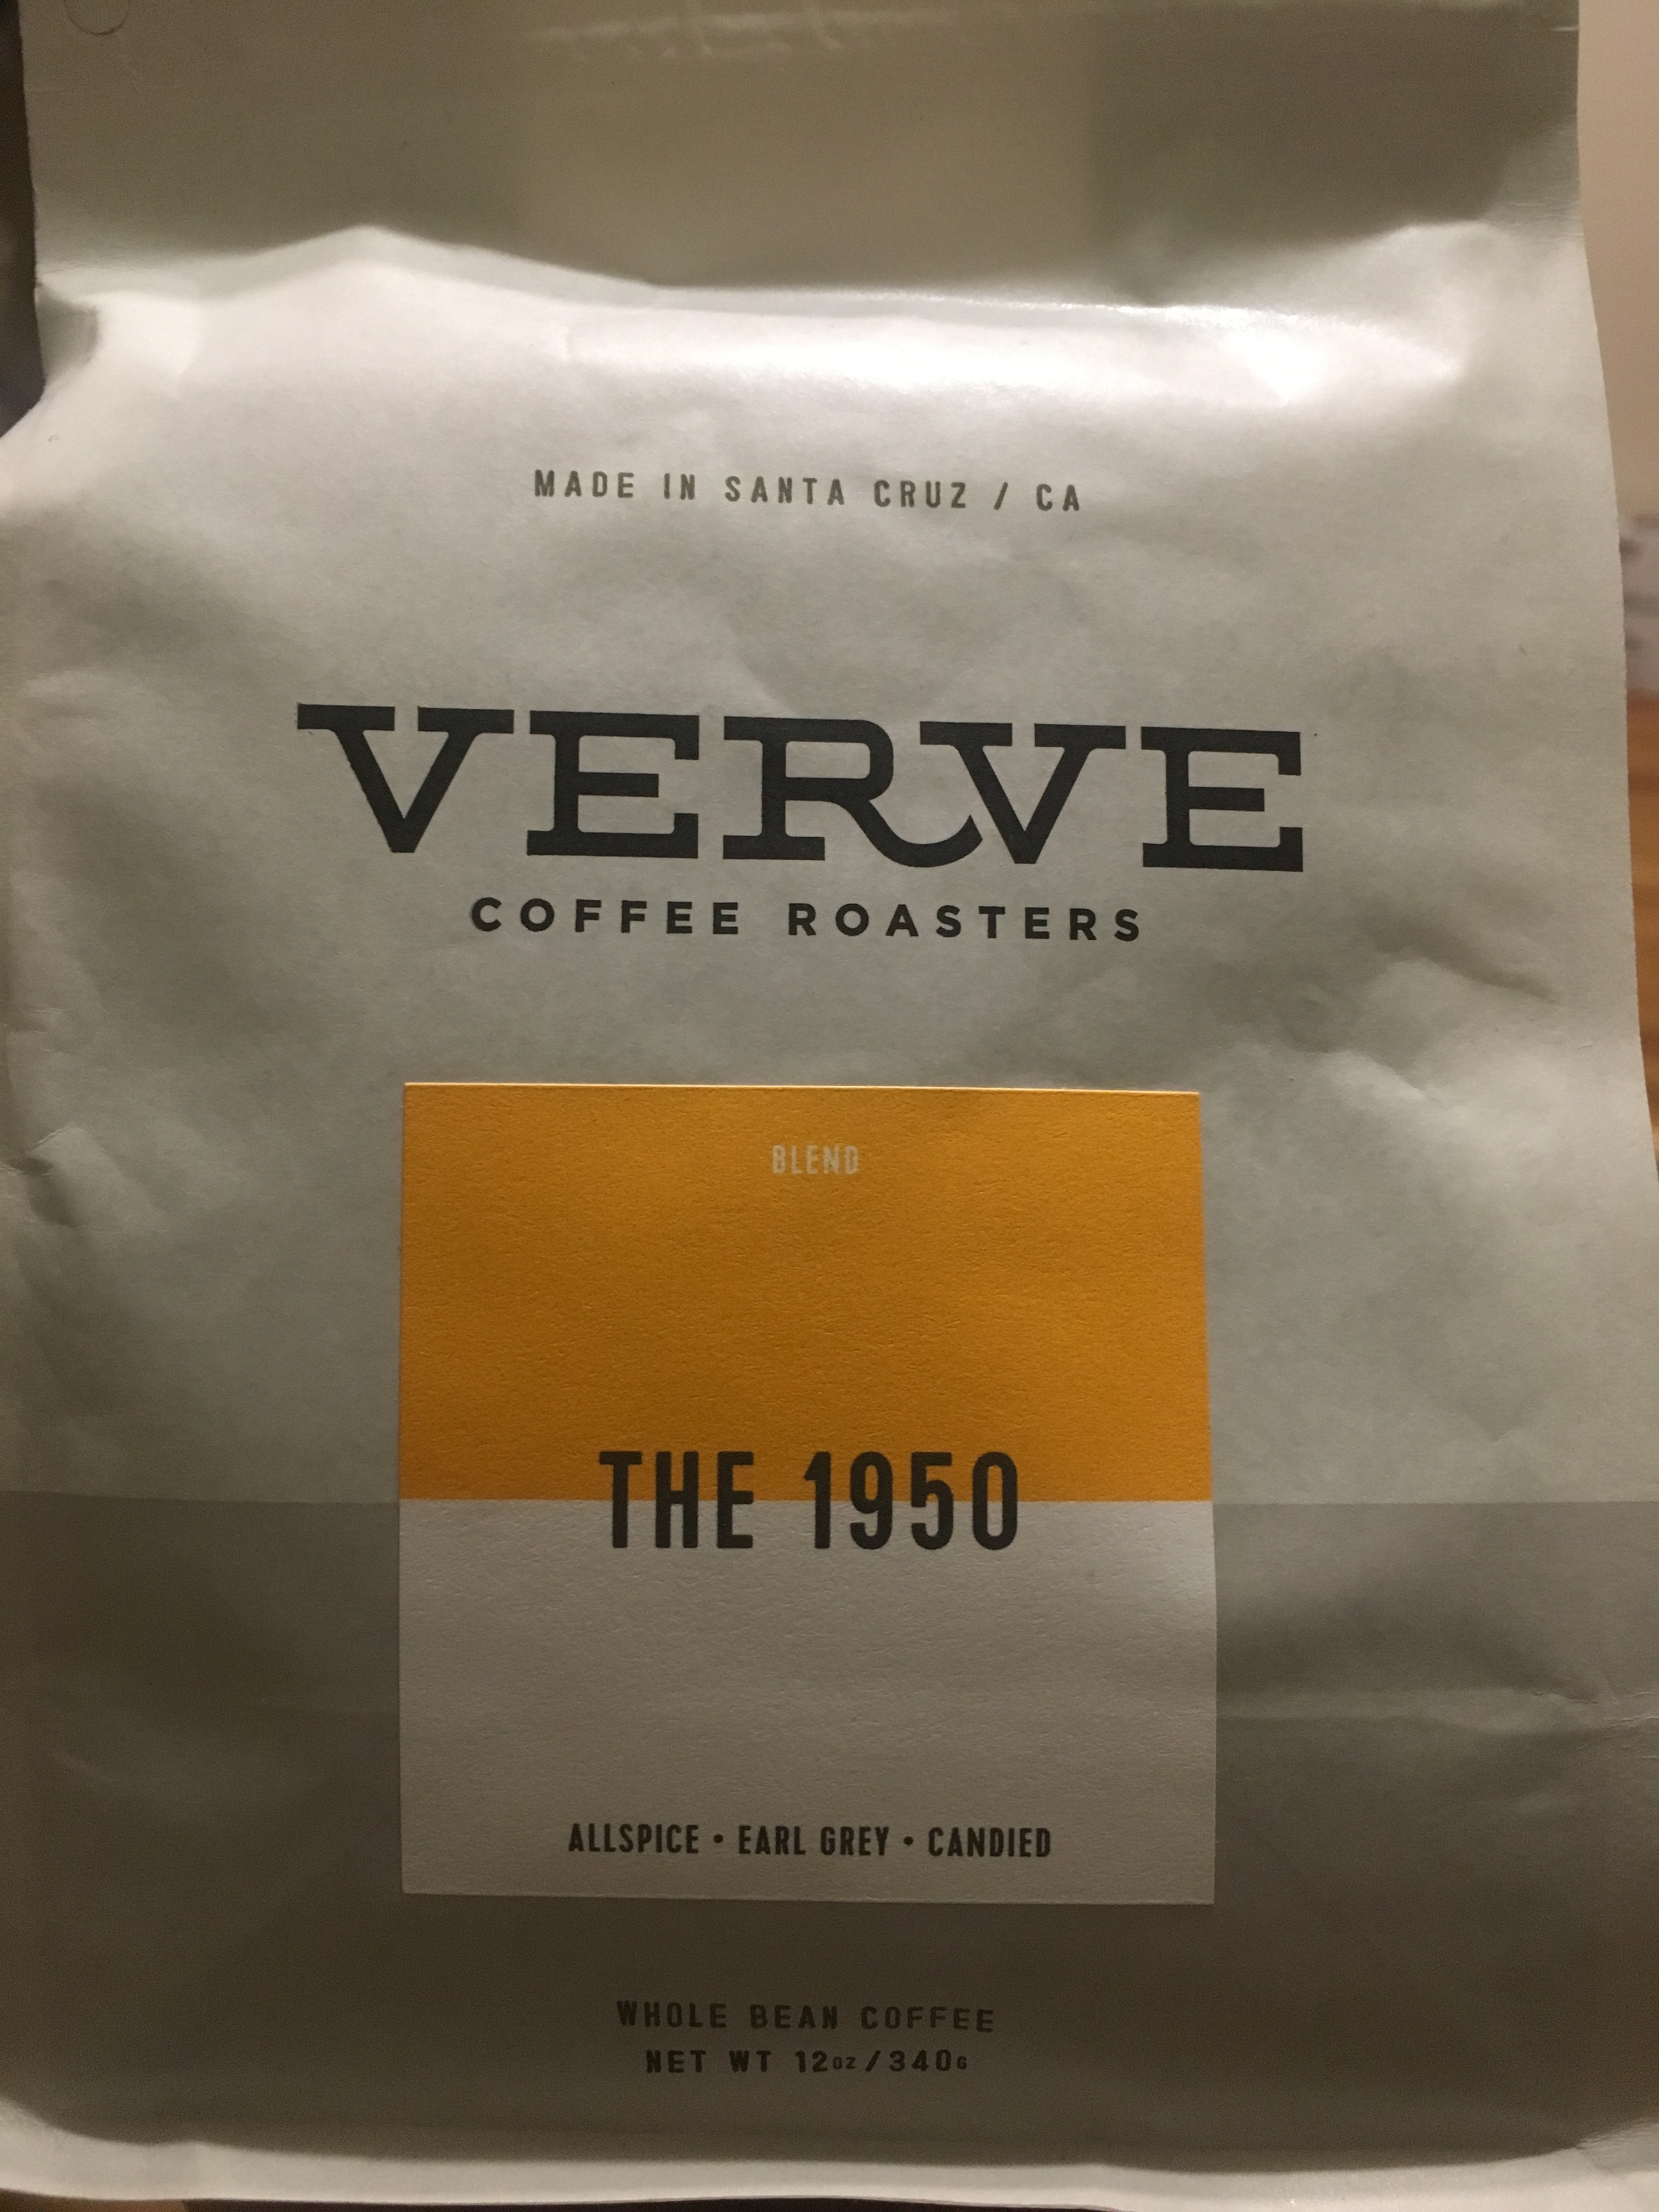 MADE IN SANTA CRUZ / CA
VERVE
COFFEE ROASTERS
BLEND
THE 1950
ALLSPICE • EARL GREY • CANDIED
WHOLE BEAN COFFEE
NET WT 12OZ/340G